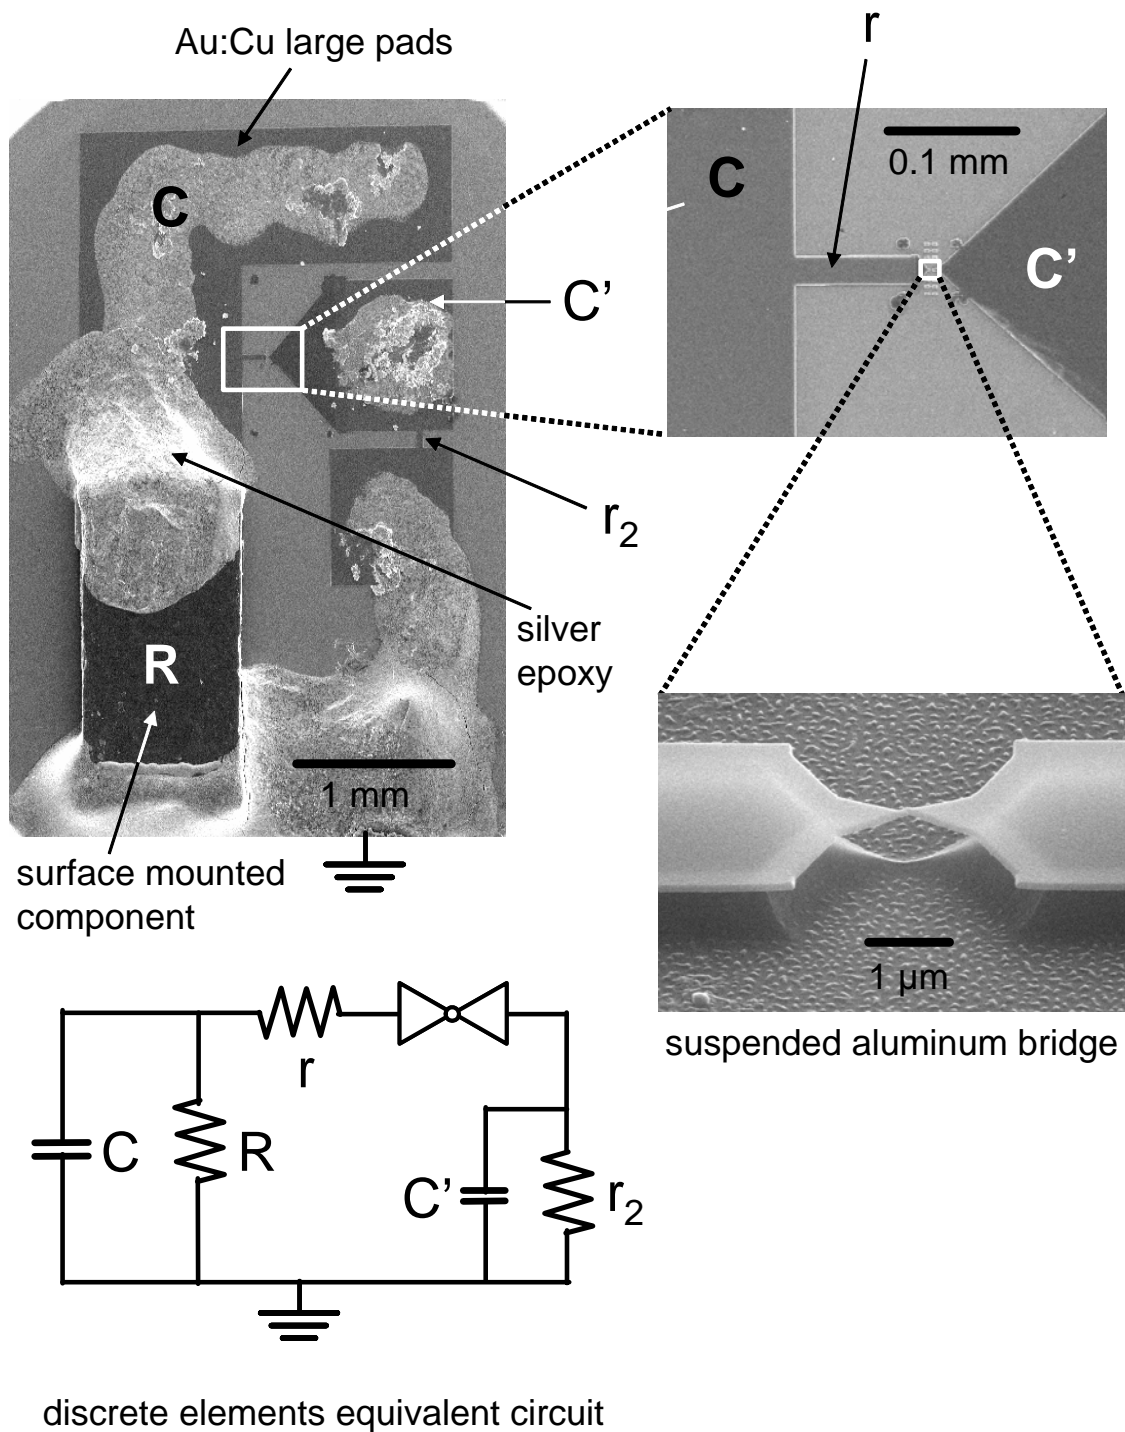 r
Au:Cu large pads
C
C
0.1 mm
C'
C'
r2
silver
epoxy
R
1 mm
surface mounted
component
1 µm
suspended aluminum bridge
r
C
R
C'
r2
discrete elements equivalent circuit